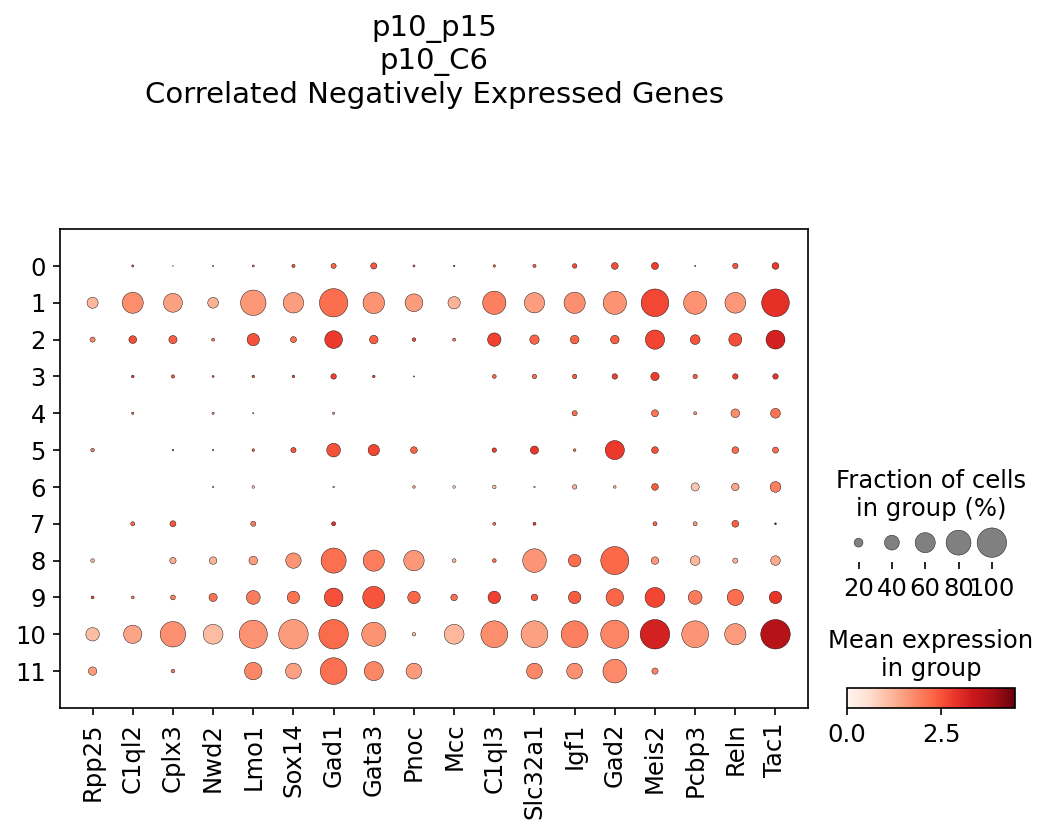 p10_p15
p10_C6
Correlated Negatively Expressed Genes
0
1
2
3
4
5
6
7
8
9
10
11
Rpp25
C1ql2
Cplx3
Nwd2
Lmo1
Sox14
Gad1
Gata3
Pnoc
Mcc
C1ql3
Slc32a1
Igf1
Gad2
Meis2
Pcbp3
Reln
Tac1
Fraction of cells
in group (%)
20 40 60 80 100
Mean expression
in group
0.0 2.5